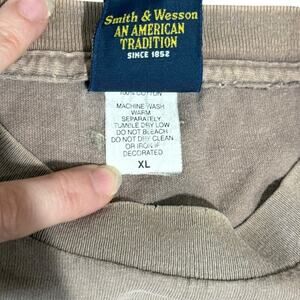 Smith & Wesson
AN AMERICAN
TRADITION
SINCE 1852
100% COTTON
MACHINE WASH
WARM
SEPARATELY.
TUMBLE DRY LOW
DO NOT BLEACH
DO NOT DRY CLEAN
OR IRON IF
DECORATED
XL